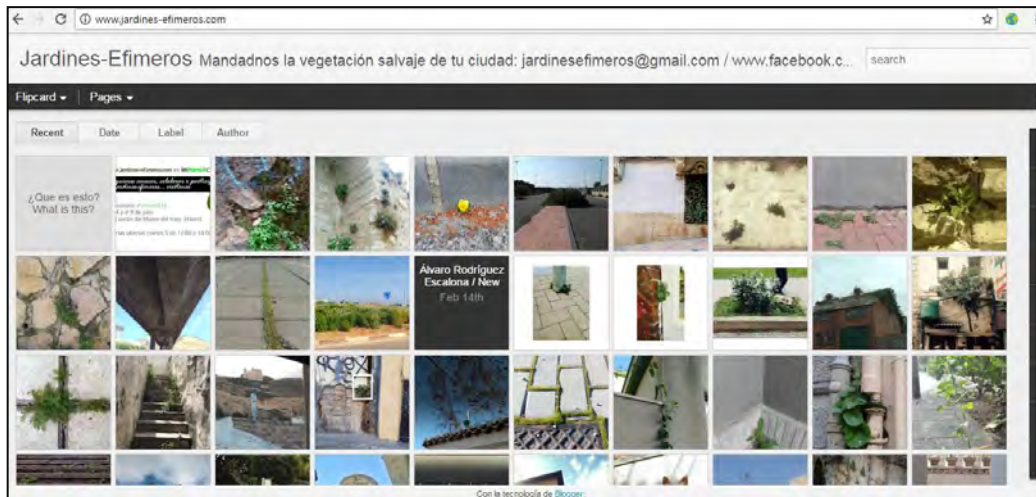 www.jardines-efimeros.com
Jardines-Efimeros Mandadnos la vegetación salvaje de tu ciudad: jardinesefimeros@gmail.com / www.facebook.c...
search
Flipcard
Pages
Recent
Date
Label
Author
¿Que es esto?
What is this?
Álvaro Rodríguez
Escalona / New
Feb 14th
Con la tecnología de Blogger.